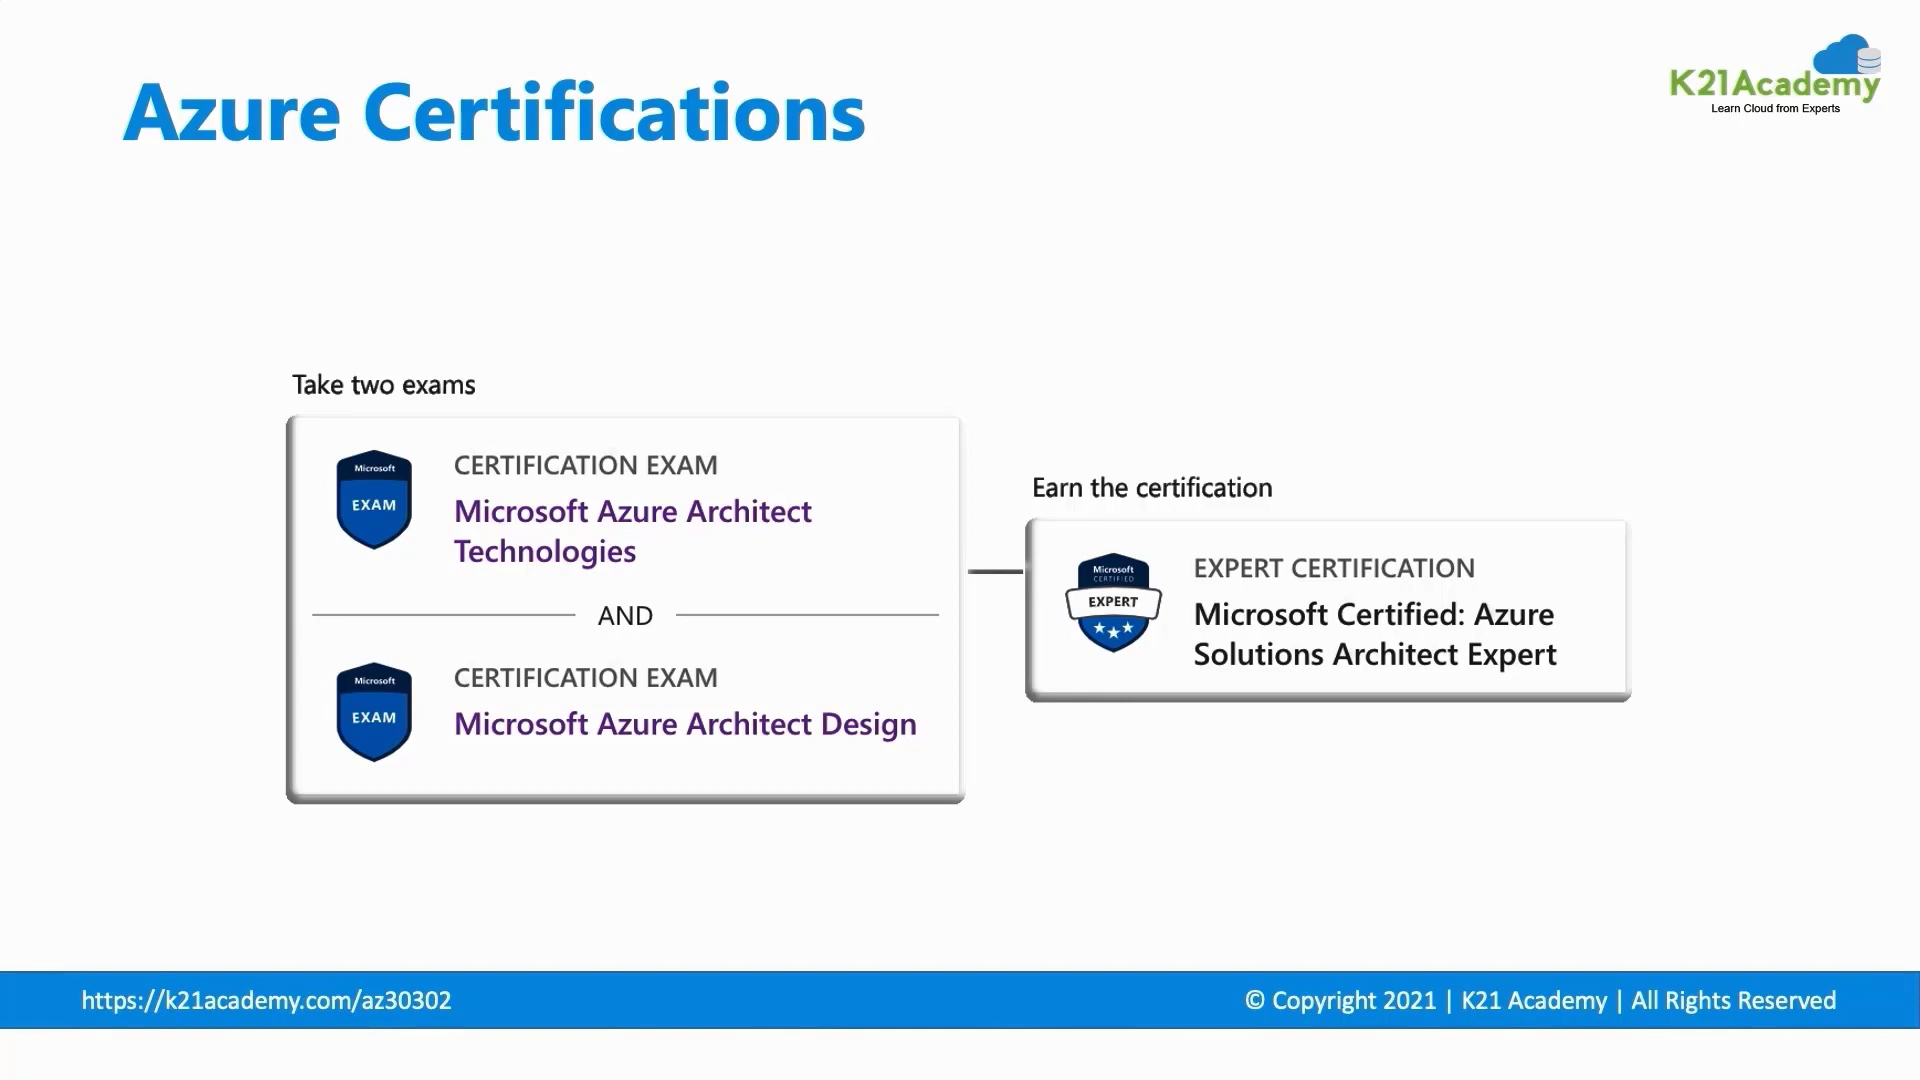 Azure Certifications
K21Academy
Learn Cloud from Experts
Take two exams
Microsoft
EXAM
CERTIFICATION EXAM
Microsoft Azure Architect
Technologies
AND
Microsoft
EXAM
CERTIFICATION EXAM
Microsoft Azure Architect Design
Earn the certification
Microsoft
CERTIFIED
EXPERT
EXPERT CERTIFICATION
Microsoft Certified: Azure
Solutions Architect Expert
https://k21academy.com/az30302
© Copyright 2021 | K21 Academy | All Rights Reserved